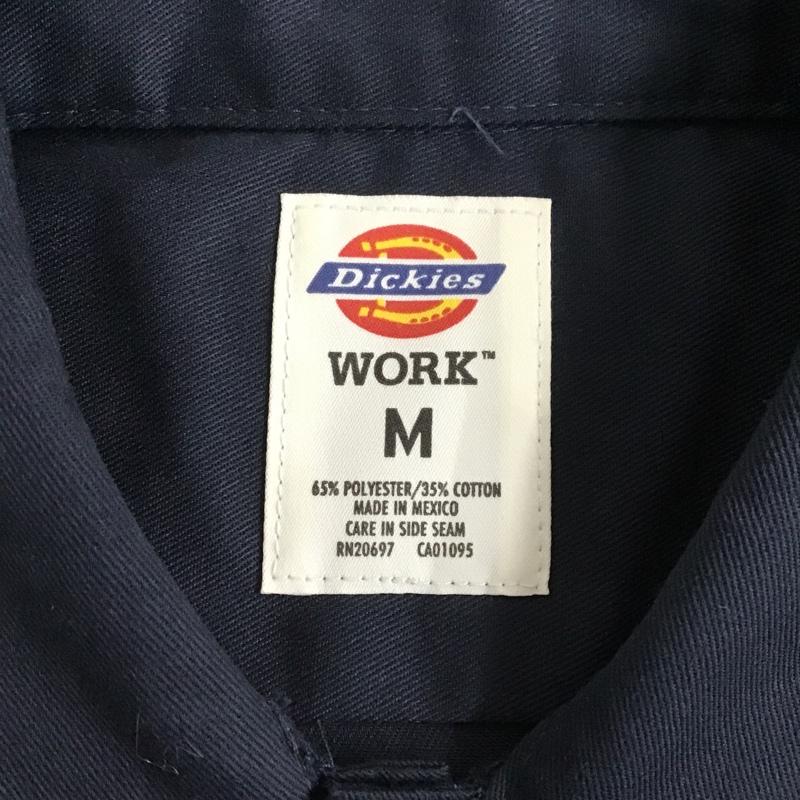 Dickies
WORK™
M
65% POLYESTER/35% COTTON
MADE IN MEXICO
CARE IN SIDE SEAM
RN20697 CA01095